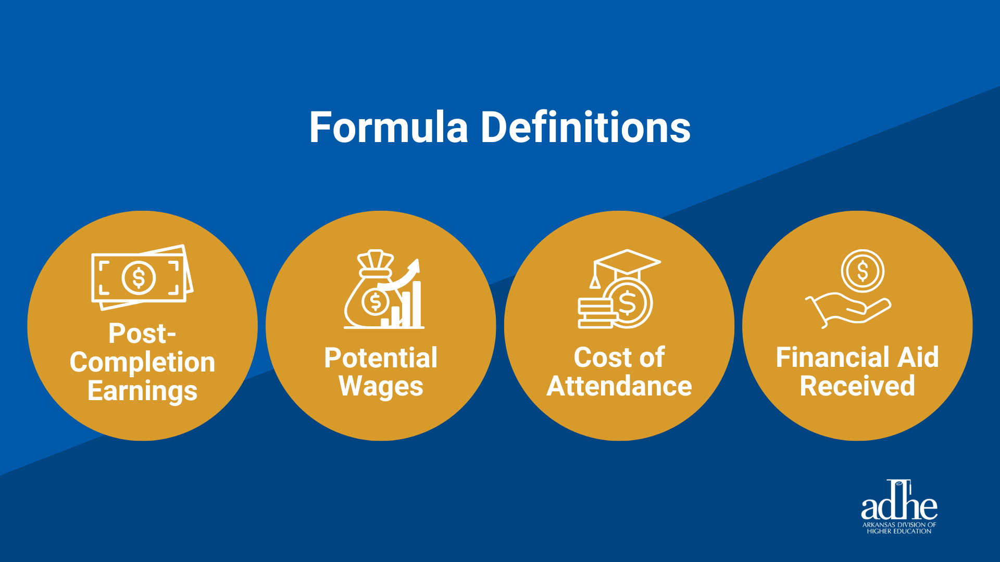 Formula Definitions
Post-
Completion
Earnings
Potential
Wages
Cost of
Attendance
Financial Aid
Received
adhe
ARKANSAS DIVISION OF
HIGHER EDUCATION